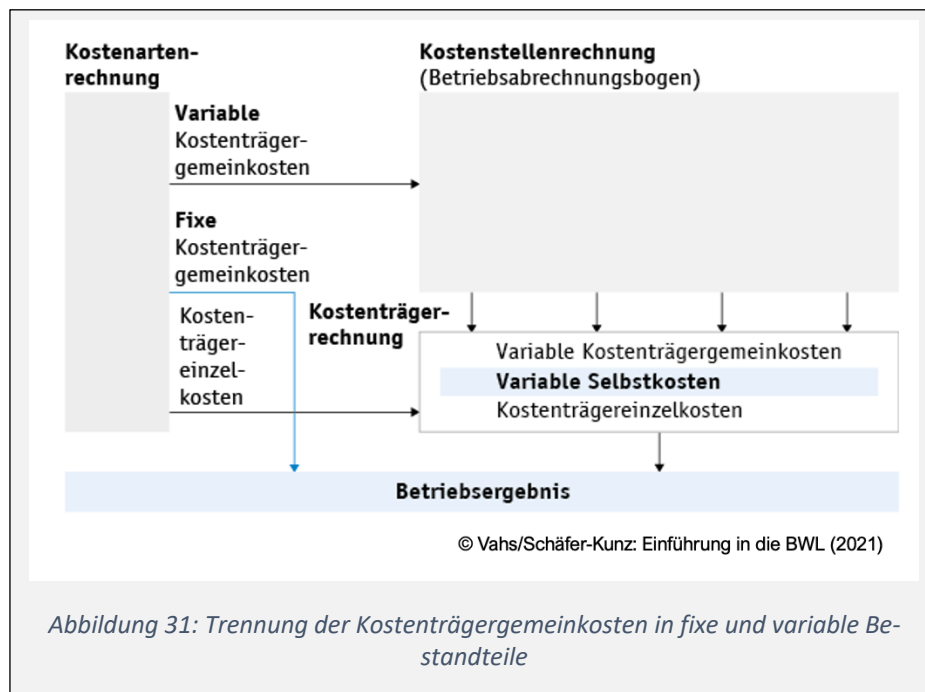 Kostenarten-
rechnung
Kostenstellenrechnung
(Betriebsabrechnungsbogen)
Variable
Kostenträger-
gemeinkosten
Fixe
Kostenträger-
gemeinkosten
Kosten-
träger-
einzel-
kosten
Kostenträger-
rechnung
Variable Kostenträgergemeinkosten
Variable Selbstkosten
Kostenträgereinzelkosten
Betriebsergebnis
© Vahs/Schäfer-Kunz: Einführung in die BWL (2021)
Abbildung 31: Trennung der Kostenträgergemeinkosten in fixe und variable Be-
standteile